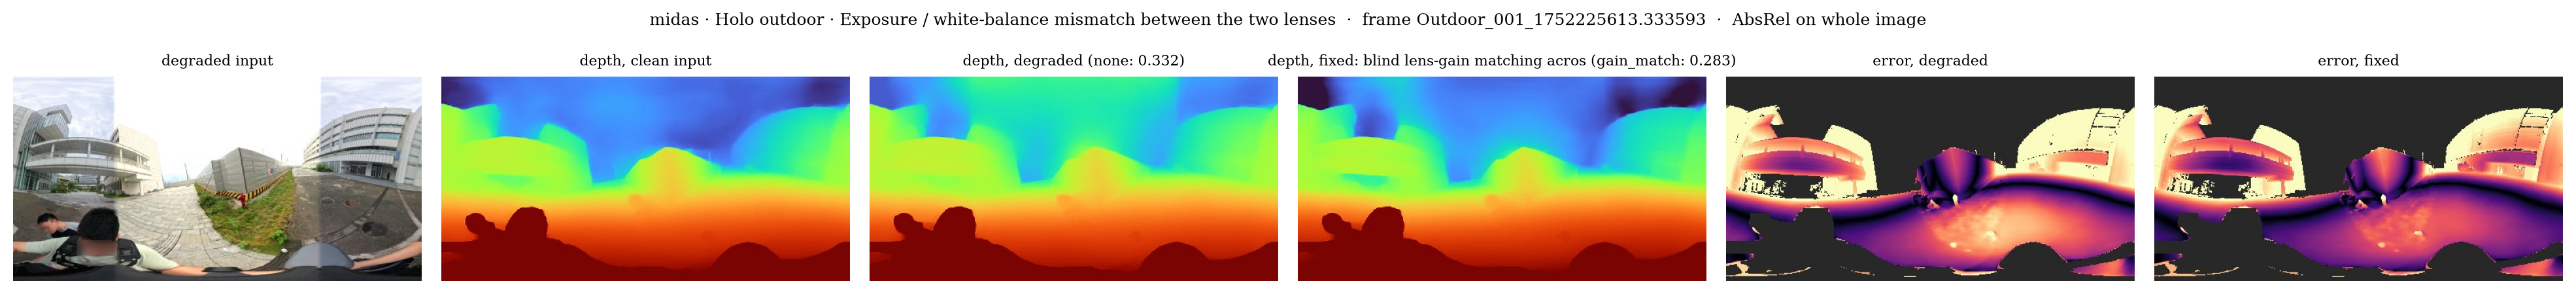 midas · Holo outdoor · Exposure / white-balance mismatch between the two lenses · frame Outdoor_001_1752225613.333593 · AbsRel on whole image
degraded input
depth, clean input
depth, degraded (none: 0.332)
depth, fixed: blind lens-gain matching acros (gain_match: 0.283)
error, degraded
error, fixed